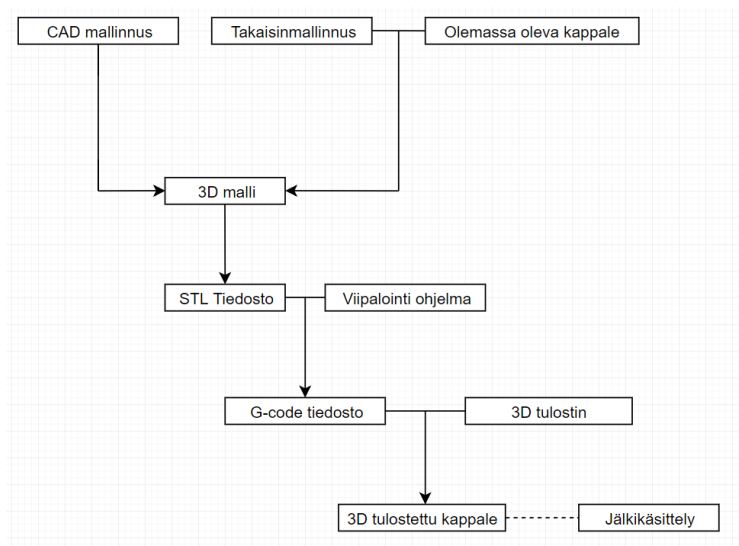 CAD mallinnus
Takaisinmallinnus
Olemassa oleva kappale
3D malli
STL Tiedosto
Viipalointi ohjelma
G-code tiedosto
3D tulostin
3D tulostettu kappale
Jälkikäsittely